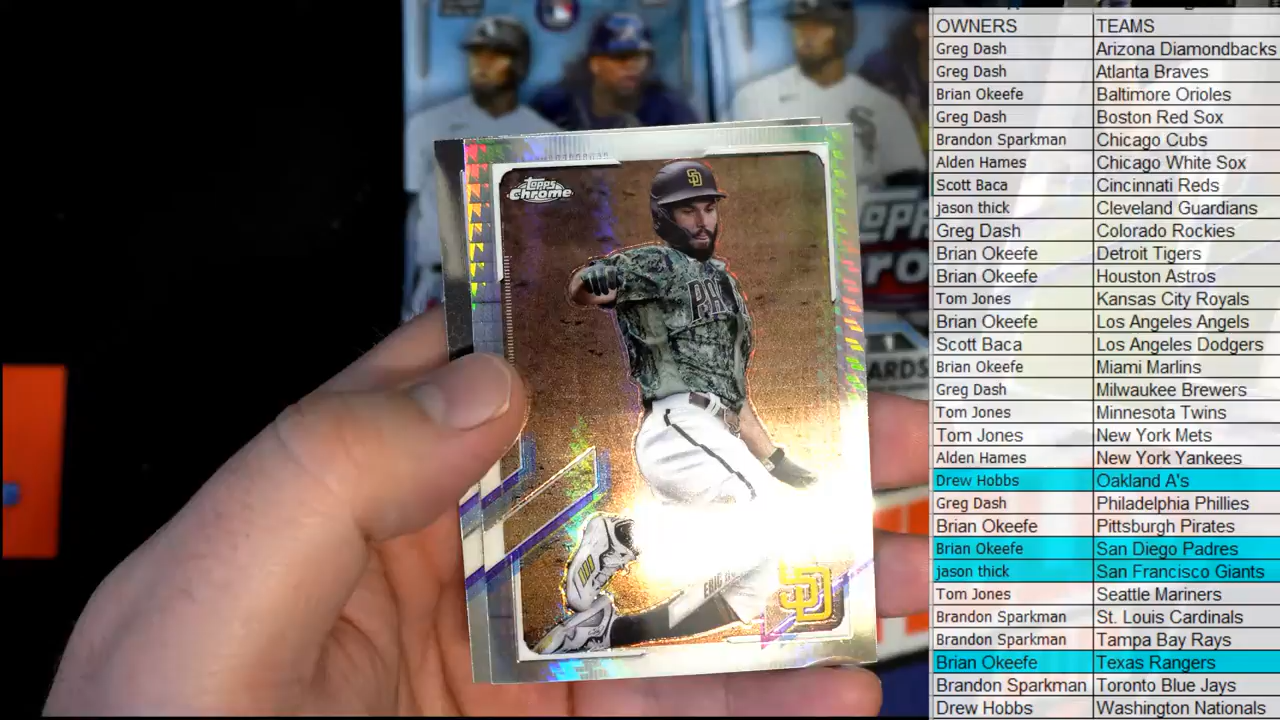 OWNERS TEAMS
Greg Dash Arizona Diamondbacks
Greg Dash Atlanta Braves
Brian Okeefe Baltimore Orioles
Greg Dash Boston Red Sox
Brandon Sparkman Chicago Cubs
Alden Hames Chicago White Sox
Scott Baca Cincinnati Reds
jason thick Cleveland Guardians
Greg Dash Colorado Rockies
Brian Okeefe Detroit Tigers
Brian Okeefe Houston Astros
Tom Jones Kansas City Royals
Brian Okeefe Los Angeles Angels
Scott Baca Los Angeles Dodgers
Brian Okeefe Miami Marlins
Greg Dash Milwaukee Brewers
Tom Jones Minnesota Twins
Tom Jones New York Mets
Alden Hames New York Yankees
Drew Hobbs Oakland A's
Greg Dash Philadelphia Phillies
Brian Okeefe Pittsburgh Pirates
Brian Okeefe San Diego Padres
jason thick San Francisco Giants
Tom Jones Seattle Mariners
Brandon Sparkman St. Louis Cardinals
Brandon Sparkman Tampa Bay Rays
Brian Okeefe Texas Rangers
Brandon Sparkman Toronto Blue Jays
Drew Hobbs Washington Nationals
Topps
Chrome
SD
PA
ERIC
SD